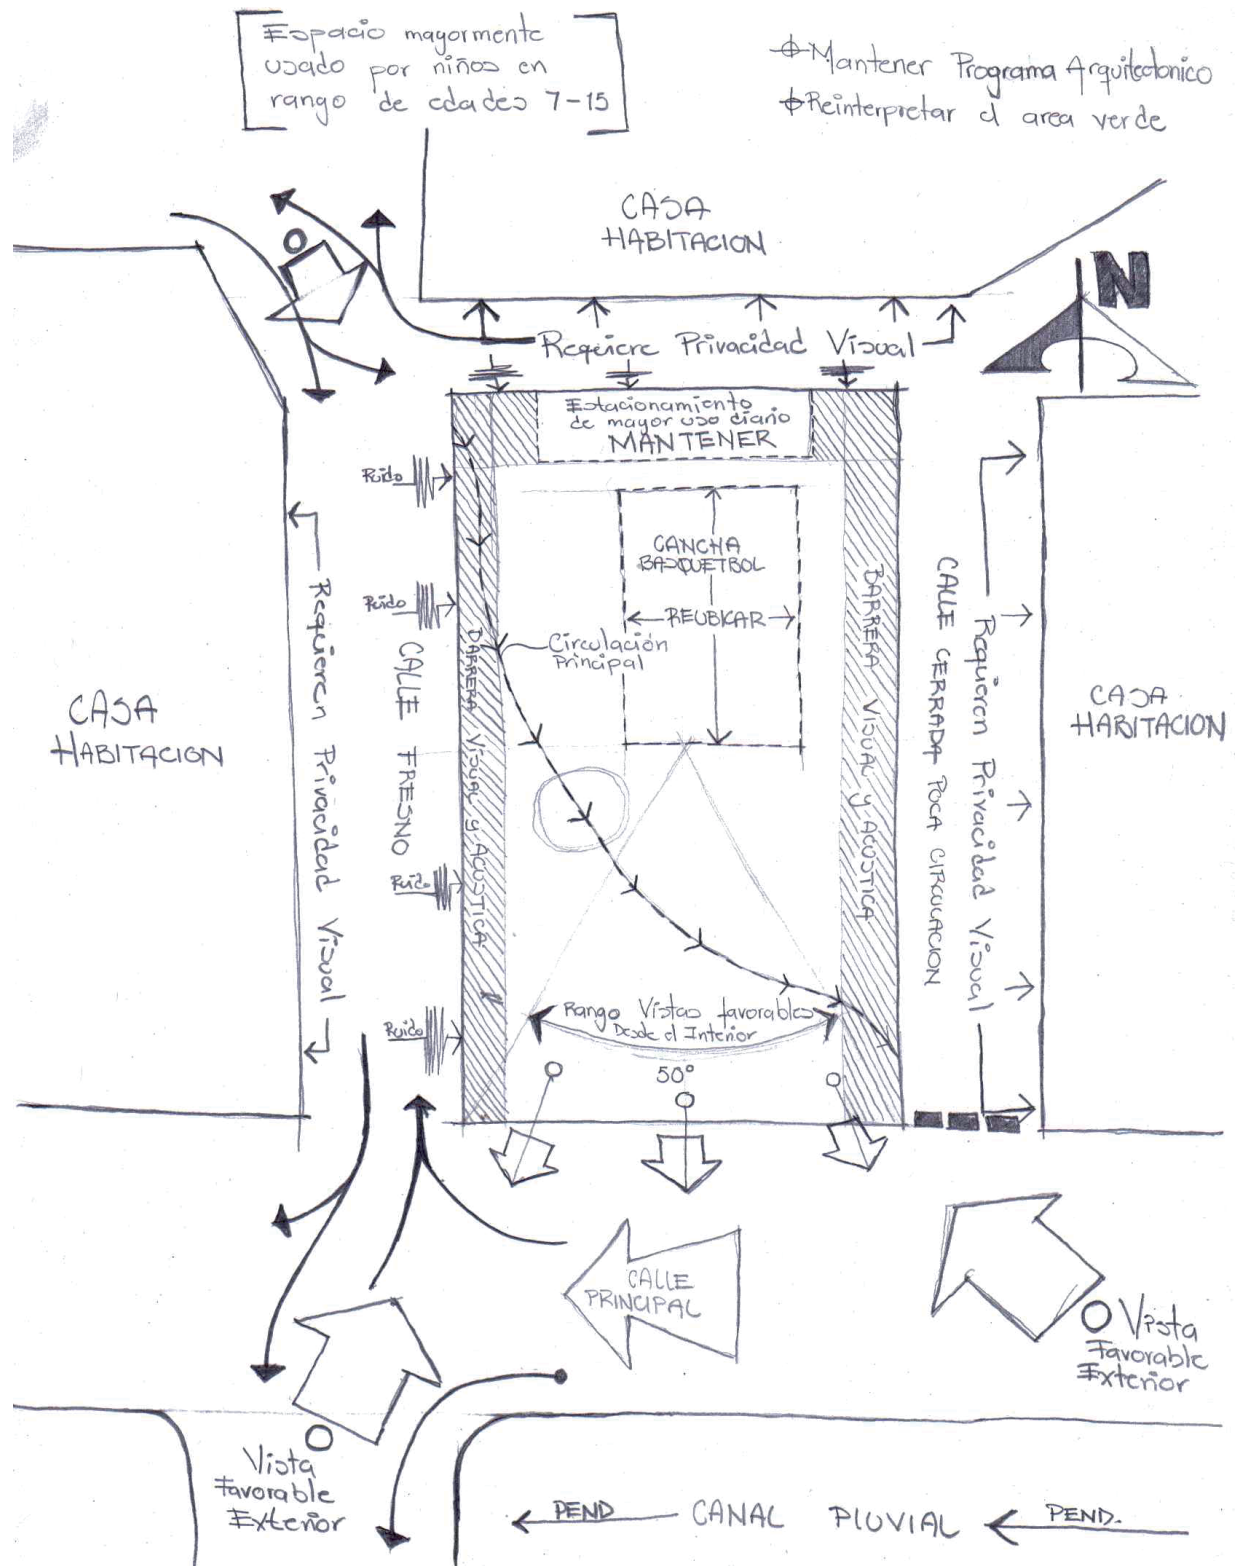 Espacio mayormente
usado por niños en
rango de edades 7-15
Mantener Programa Arquitectonico
Reinterpretar el area verde
CASA
HABITACION
N
Requiere Privacidad Visual
Estacionamiento
de mayor uso diario
MANTENER
Ruido
CANCHA
BASQUETBOL
REUBICAR
Ruido
Circulación
Principal
CASA
HABITACION
Requieren Privacidad Visual
CALLE FRESNO
BARRERA VISUAL Y ACUSTICA
BARRERA VISUAL Y ACUSTICA
CALLE CERRADA POCA CIRCULACION
Requieren Privacidad Visual
CASA
HABITACION
Ruido
Ruido
Rango Vistas favorables
Desde el Interior
50°
CALLE
PRINCIPAL
Vista
Favorable
Exterior
Vista
Favorable
Exterior
PEND CANAL PLUVIAL PEND.